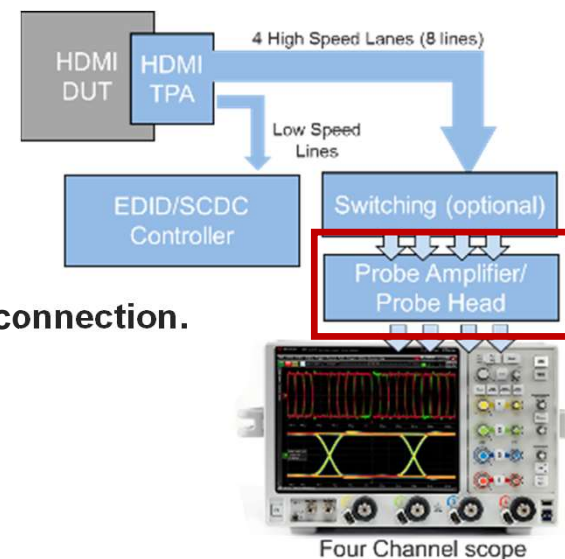 4 High Speed Lanes (8 lines)
HDMI
DUT
HDMI
TPA
Low Speed
Lines
EDID/SCDC
Controller
Switching (optional)
Probe Amplifier/
Probe Head
connection.
Four Channel scope